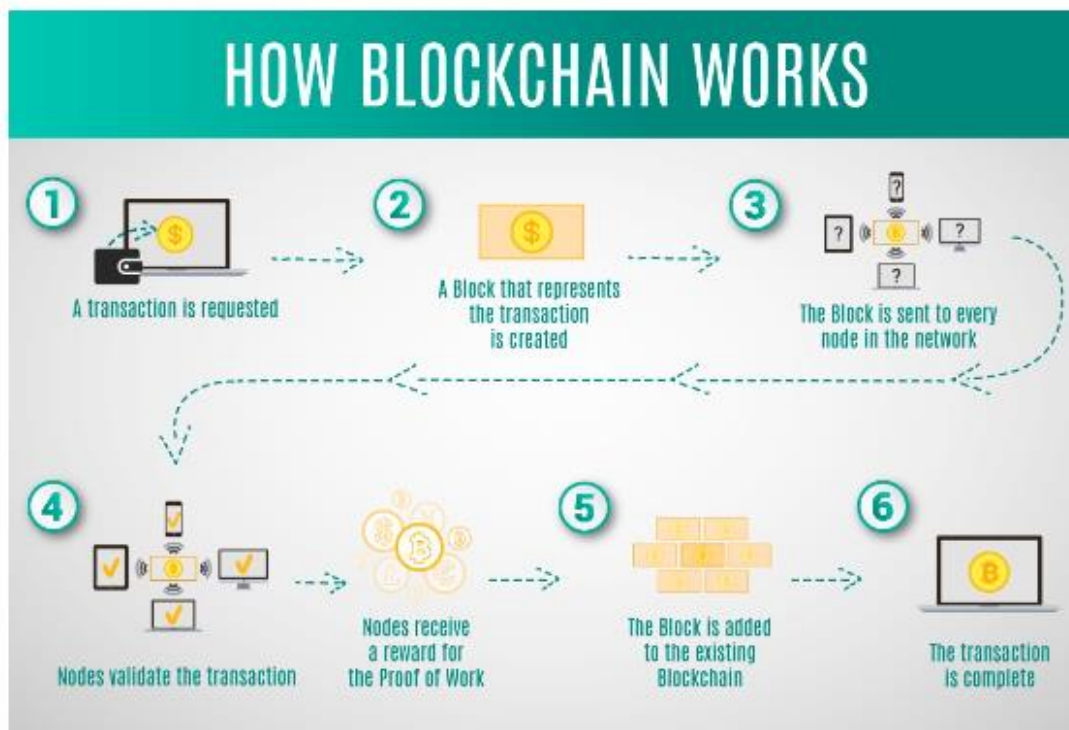 HOW BLOCKCHAIN WORKS
1
A transaction is requested
2
A Block that represents
the transaction
is created
3
The Block is sent to every
node in the network
4
Nodes validate the transaction
Nodes receive
a reward for
the Proof of Work
5
The Block is added
to the existing
Blockchain
6
The transaction
is complete